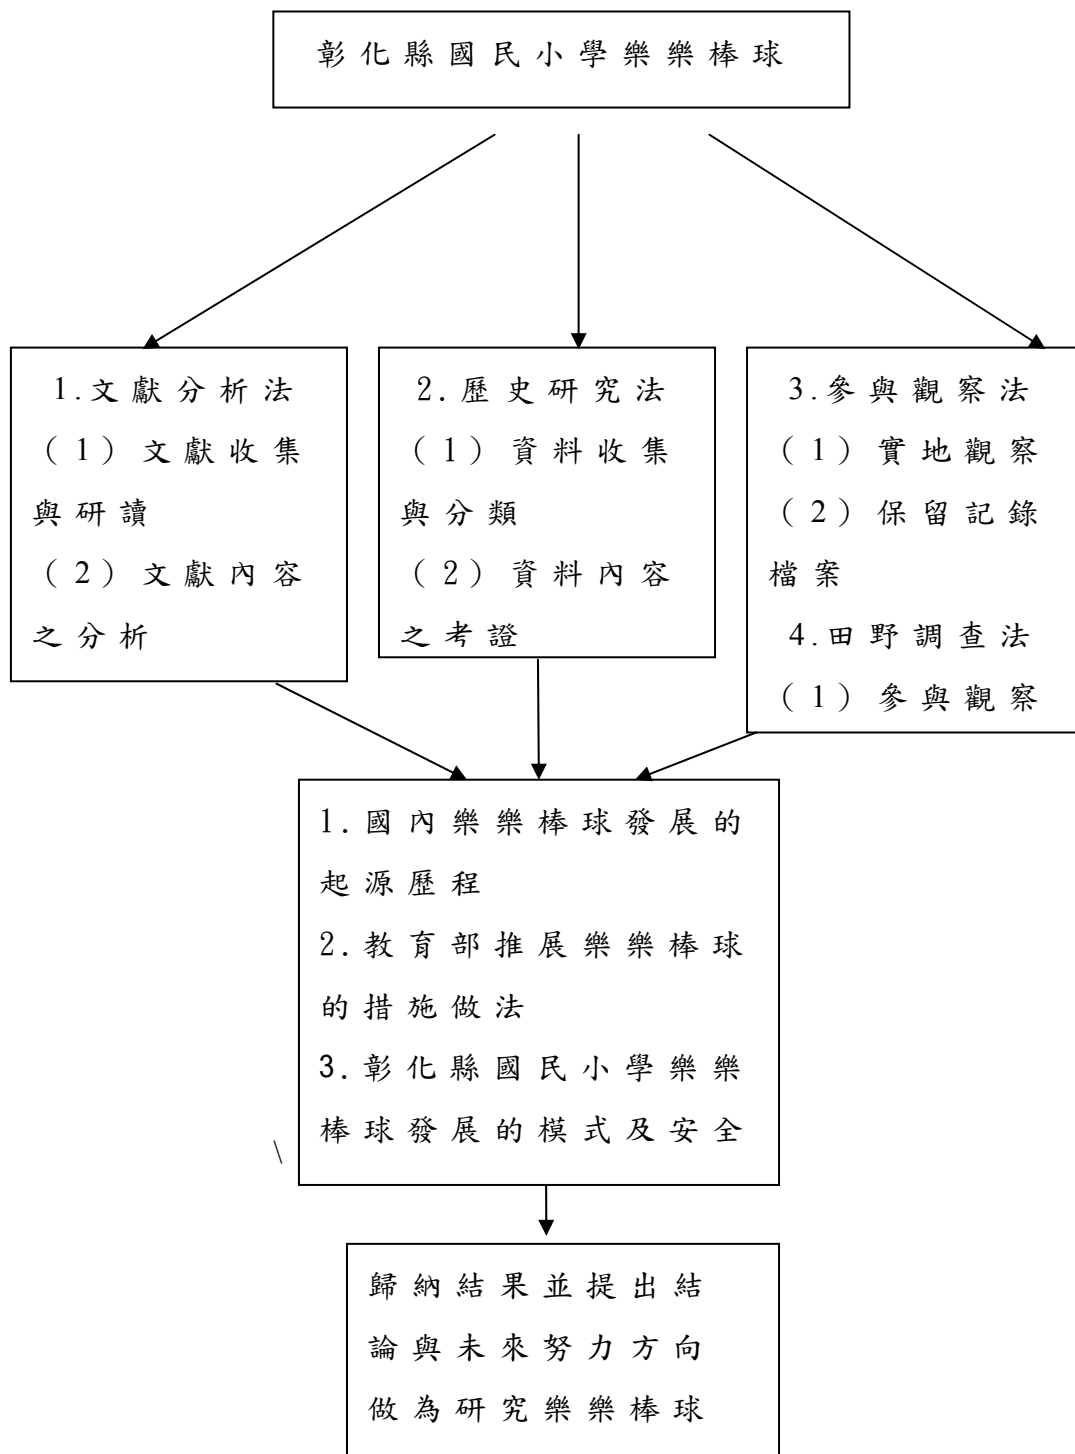 彰化縣國民小學樂樂棒球
1.文獻分析法
（1）文獻收集
與研讀
（2）文獻內容
之分析
2.歷史研究法
（1）資料收集
與分類
（2）資料內容
之考證
3.參與觀察法
（1）實地觀察
（2）保留記錄
檔案
4.田野調查法
（1）參與觀察
1.國內樂樂棒球發展的
起源歷程
2.教育部推展樂樂棒球
的措施做法
3.彰化縣國民小學樂樂
棒球發展的模式及安全
\
歸納結果並提出結
論與未來努力方向
做為研究樂樂棒球